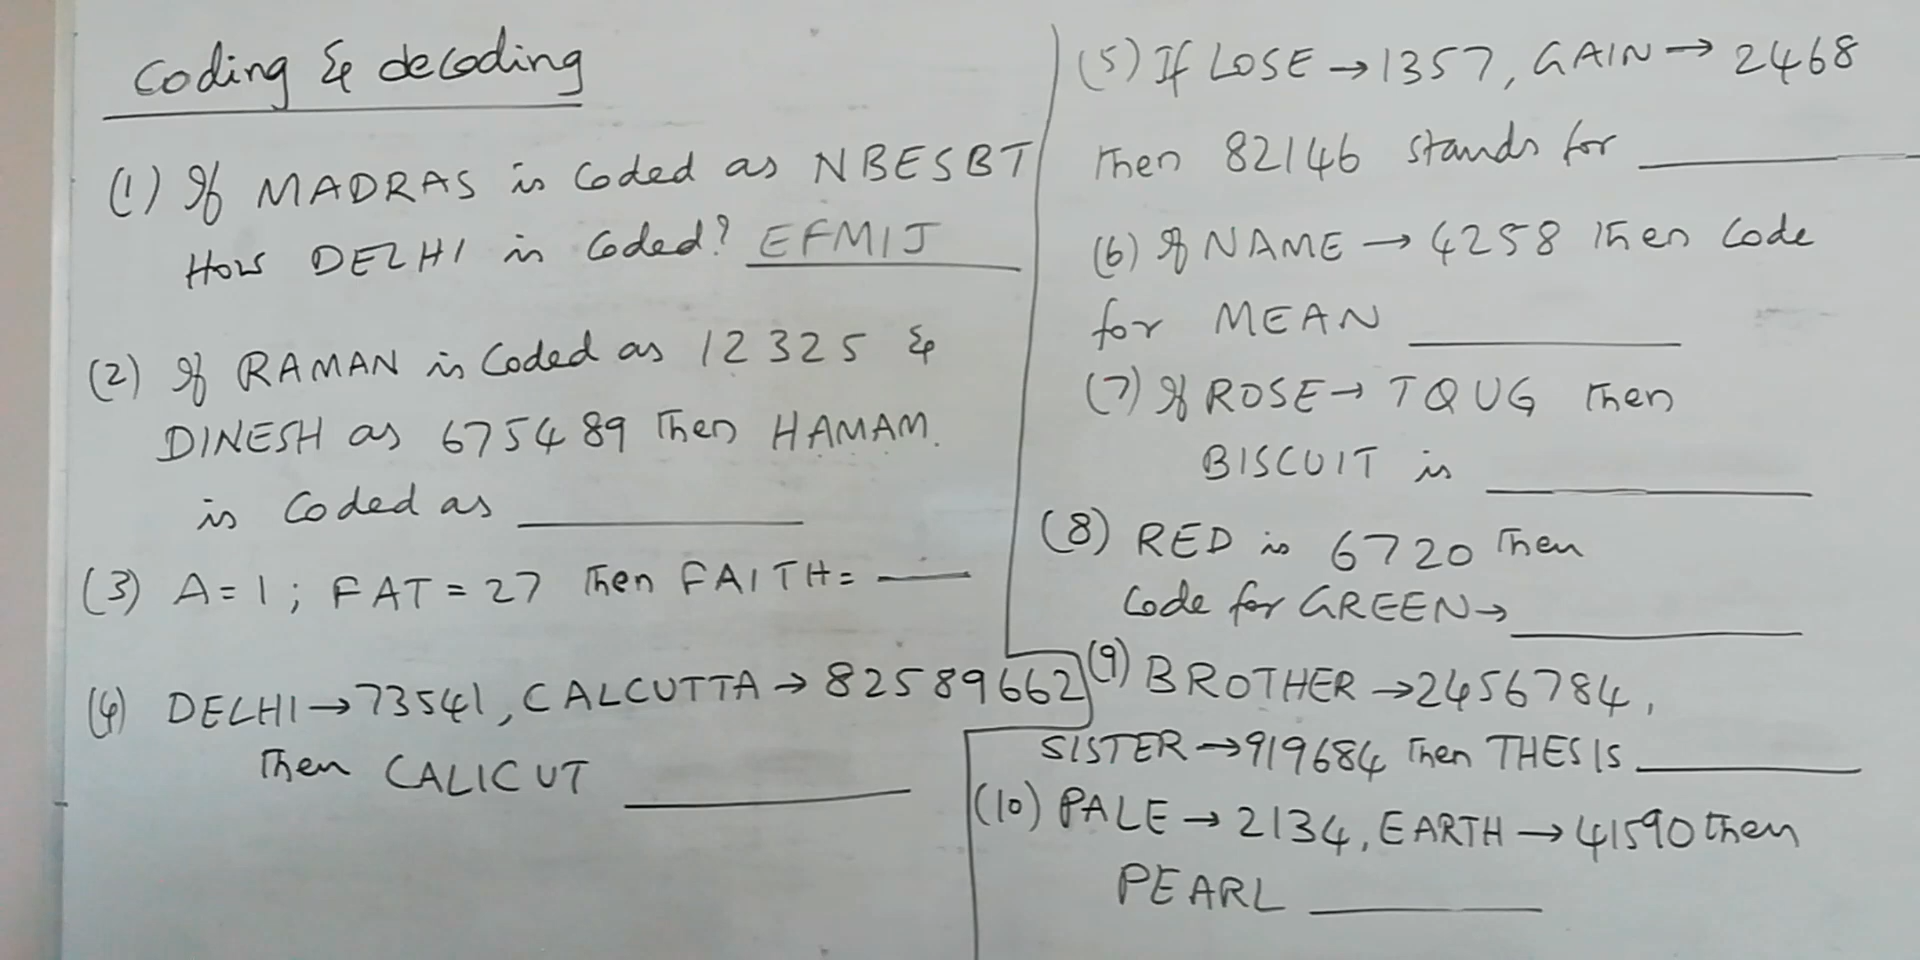 Coding & decoding
(1) If MADRAS is coded as NBESBT
How DELHI is coded? EFMIJ
(2) If RAMAN is coded as 12325 &
DINESH as 675489 Then HAMAM.
is coded as
(3) A=1; FAT=27 Then FAITH=
(4) DELHI→73541, CALCUTTA→82589662
Then CALICUT
(5) If LOSE→1357, GAIN→2468
Then 82146 stands for
(6) If NAME→4258 Then code
for MEAN
(7) If ROSE→TQUG Then
BISCUIT is
(8) RED is 6720 Then
Code for GREEN→
(9) BROTHER→2456784,
SISTER→919684 Then THESIS
(10) PALE→2134, EARTH→41590 then
PEARL